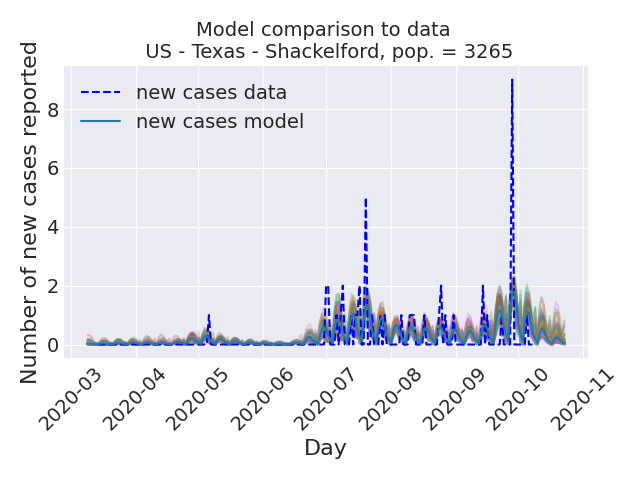 Model comparison to data
US - Texas - Shackelford, pop. = 3265
new cases data
new cases model
Number of new cases reported
8
6
4
2
0
2020-03
2020-04
2020-05
2020-06
2020-07
2020-08
2020-09
2020-10
2020-11
Day